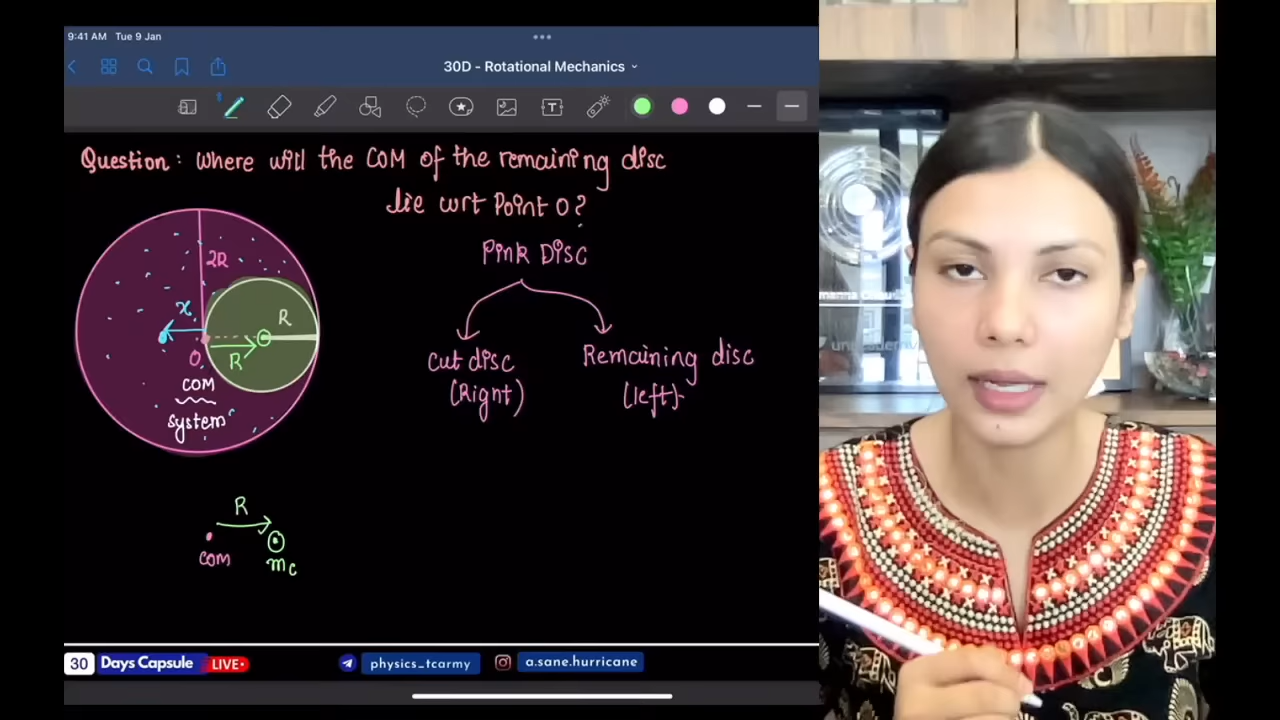 9:41 AM Tue 9 Jan
30D - Rotational Mechanics
Question: Where will the COM of the remaining disc
lie wrt Point O?
Pink Disc
2R
x
R
O
R
Cut disc
Remaining disc
(Right)
(left)
COM
system
R
com
mc
30 Days Capsule LIVE
physics_tcarmy
a.sane.hurricane